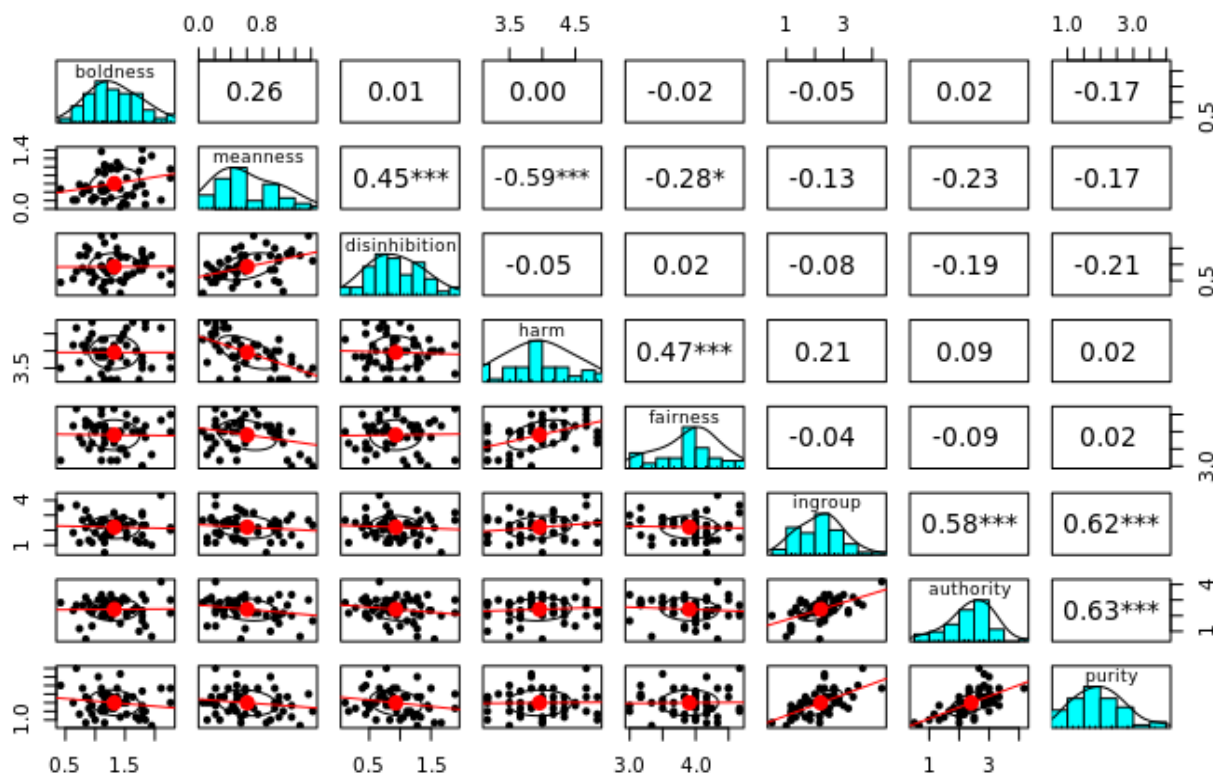 0.0 0.8 3.5 4.5 1 3 1.0 3.0
boldness 0.26 0.01 0.00 -0.02 -0.05 0.02 -0.17 0.5
0.0 1.4 meanness 0.45*** -0.59*** -0.28* -0.13 -0.23 -0.17
disinhibition -0.05 0.02 -0.08 -0.19 -0.21 0.5
3.5 harm 0.47*** 0.21 0.09 0.02
fairness -0.04 -0.09 0.02 3.0
1 4 ingroup 0.58*** 0.62***
authority 0.63*** 1 4
1.0 purity
0.5 1.5 0.5 1.5 3.0 4.0 1 3